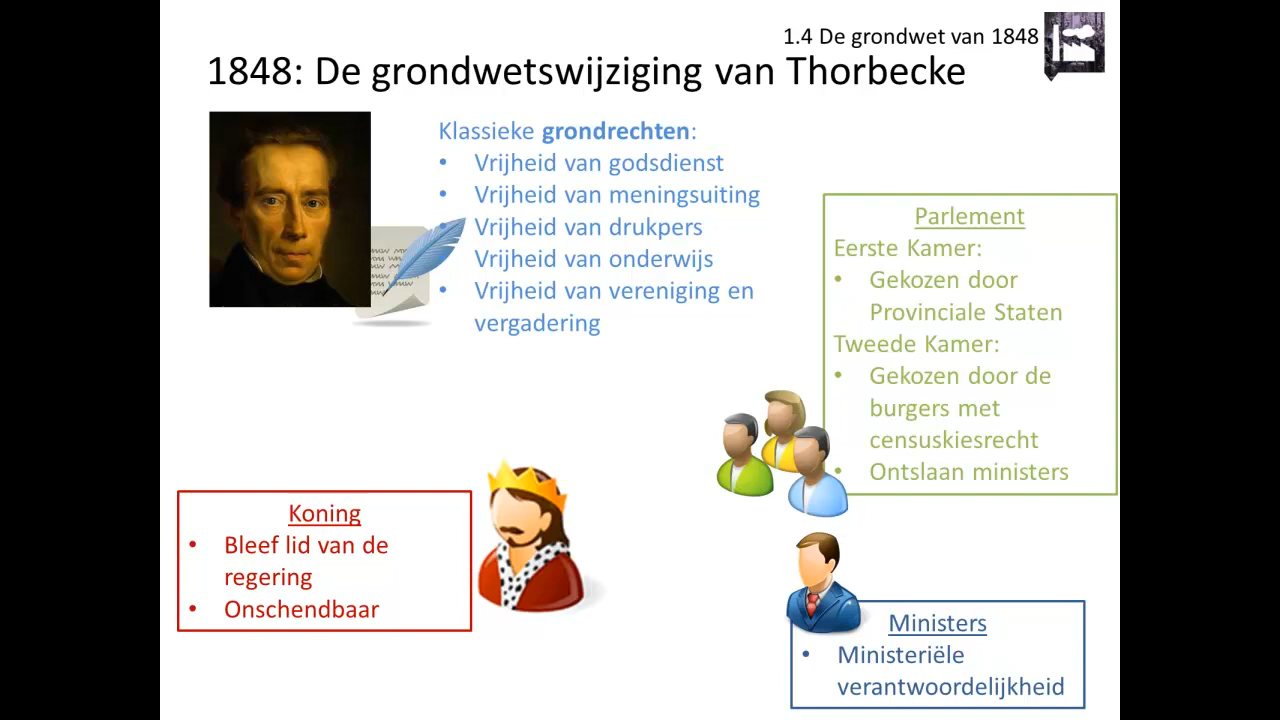 1.4 De grondwet van 1848
1848: De grondwetswijziging van Thorbecke
Klassieke grondrechten:
• Vrijheid van godsdienst
• Vrijheid van meningsuiting
• Vrijheid van drukpers
Vrijheid van onderwijs
• Vrijheid van vereniging en
vergadering
Parlement
Eerste Kamer:
• Gekozen door
Provinciale Staten
Tweede Kamer:
• Gekozen door de
burgers met
censuskiesrecht
• Ontslaan ministers
Koning
• Bleef lid van de
regering
• Onschendbaar
Ministers
• Ministeriële
verantwoordelijkheid